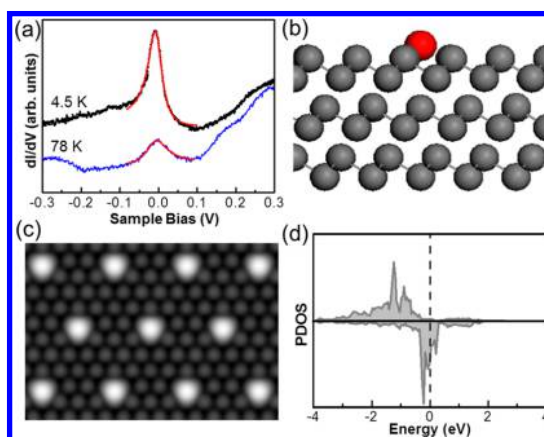 (a)
dI/dV (arb. units)
4.5 K
78 K
-0.3 -0.2 -0.1 0.0 0.1 0.2 0.3
Sample Bias (V)
(b)
(c)
(d)
PDOS
-4 -2 0 2 4
Energy (eV)